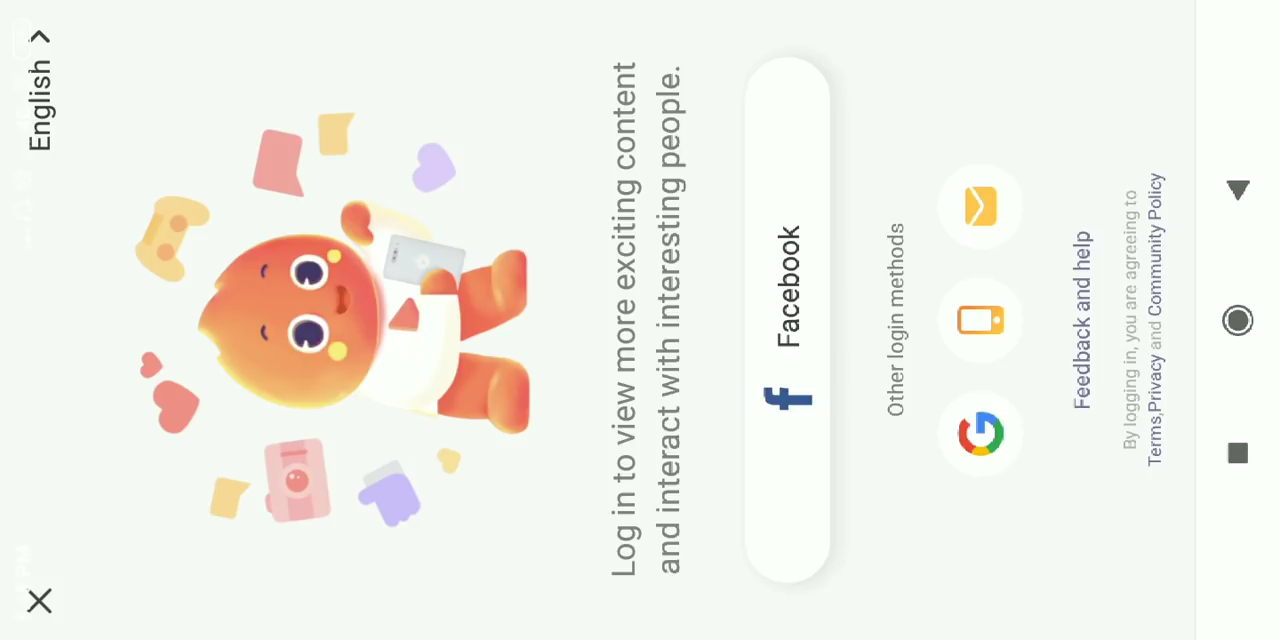 English
Log in to view more exciting content
and interact with interesting people.
Facebook
Other login methods
Feedback and help
By logging in, you are agreeing to
Terms,Privacy and Community Policy